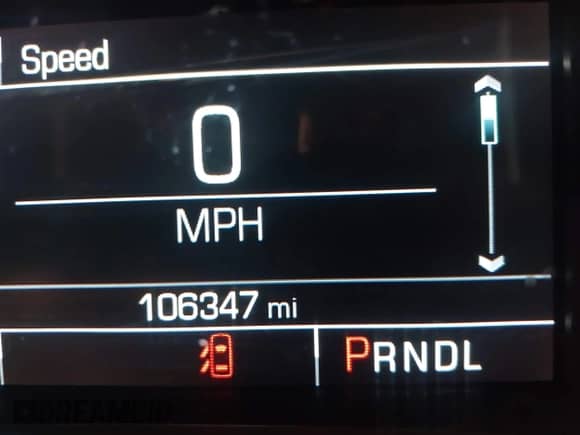 Speed
0
MPH
106347 mi
PRNDL